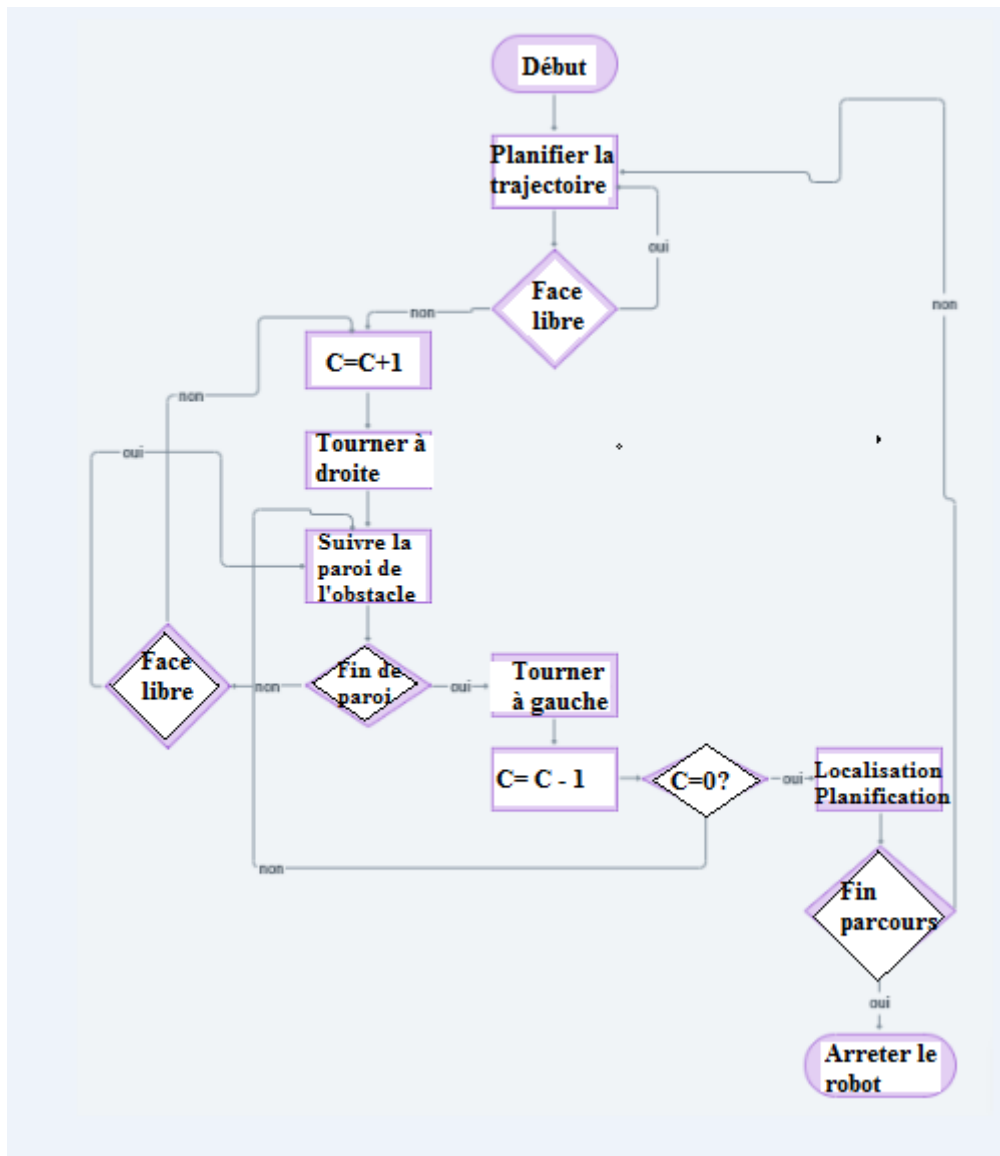 Début
Planifier la
trajectoire
oui
Face
libre
non
non
C=C+1
non
Tourner à
droite
oui
Suivre la
paroi de
l'obstacle
Face
libre
non
Fin de
paroi
oui
Tourner
à gauche
C= C - 1
C=0?
oui
Localisation
Planification
non
Fin
parcours
oui
Arreter le
robot